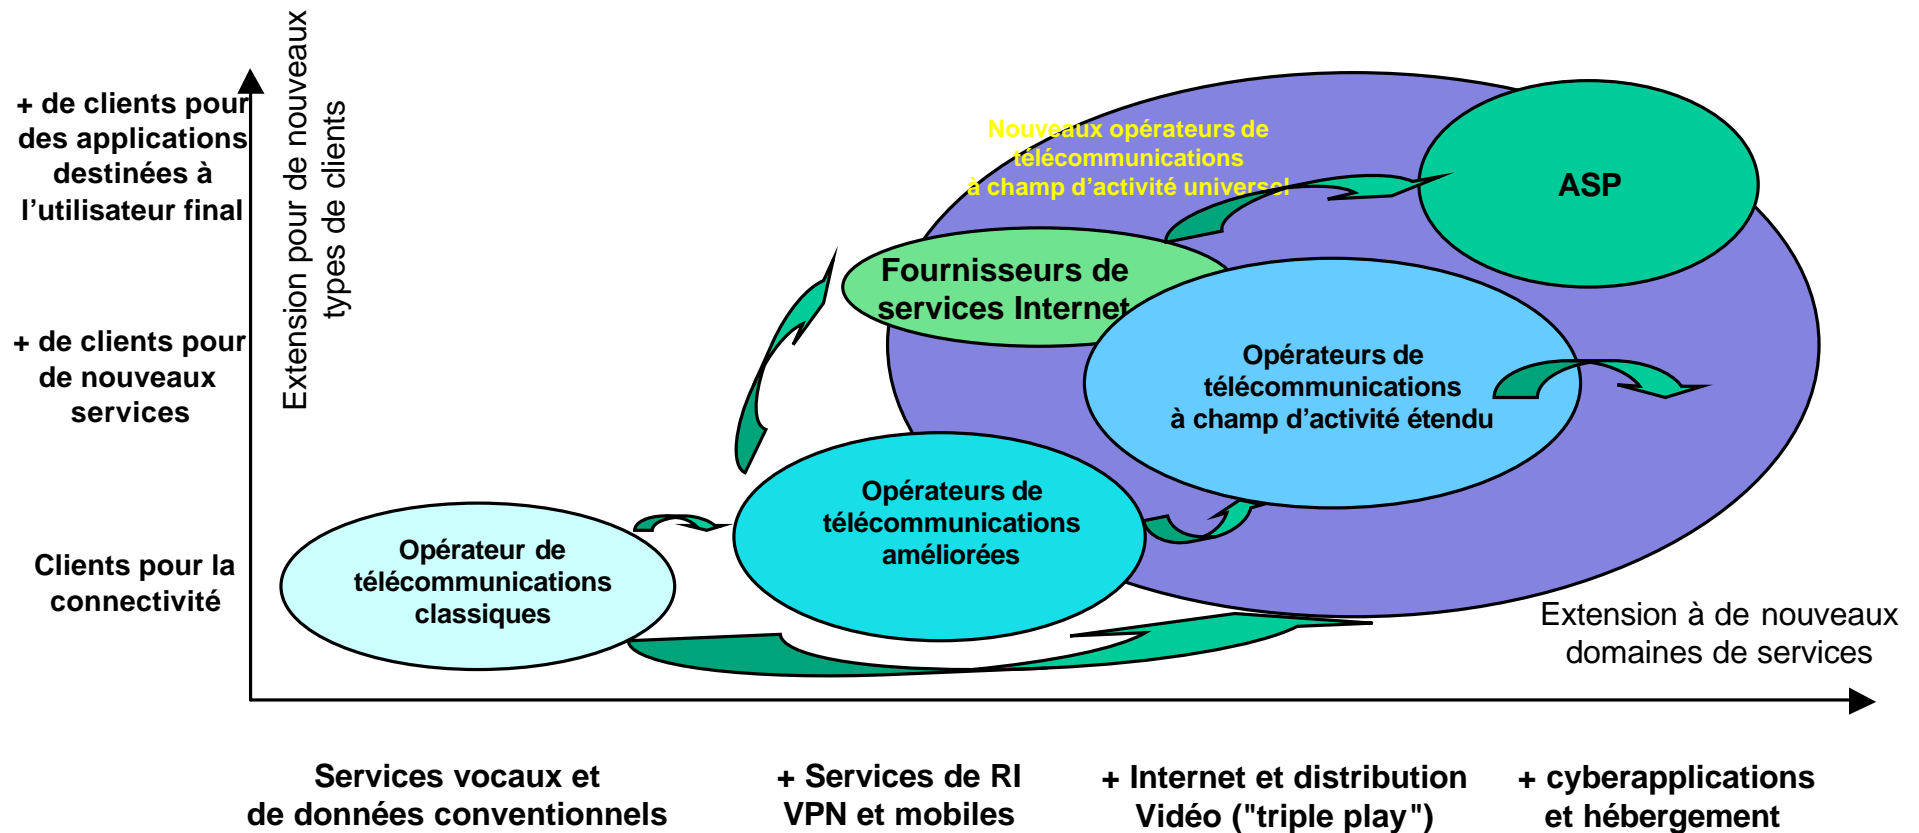 + de clients pour
des applications
destinées à
l'utilisateur final
+ de clients pour
de nouveaux
services
Clients pour la
connectivité
Extension pour de nouveaux
types de clients
Nouveaux opérateurs de
télécommunications
à champ d'activité universel
ASP
Fournisseurs de
services Internet
Opérateurs de
télécommunications
à champ d'activité étendu
Opérateurs de
télécommunications
améliorées
Opérateur de
télécommunications
classiques
Extension à de nouveaux
domaines de services
Services vocaux et
de données conventionnels
+ Services de RI
VPN et mobiles
+ Internet et distribution
Vidéo ("triple play")
+ cyberapplications
et hébergement